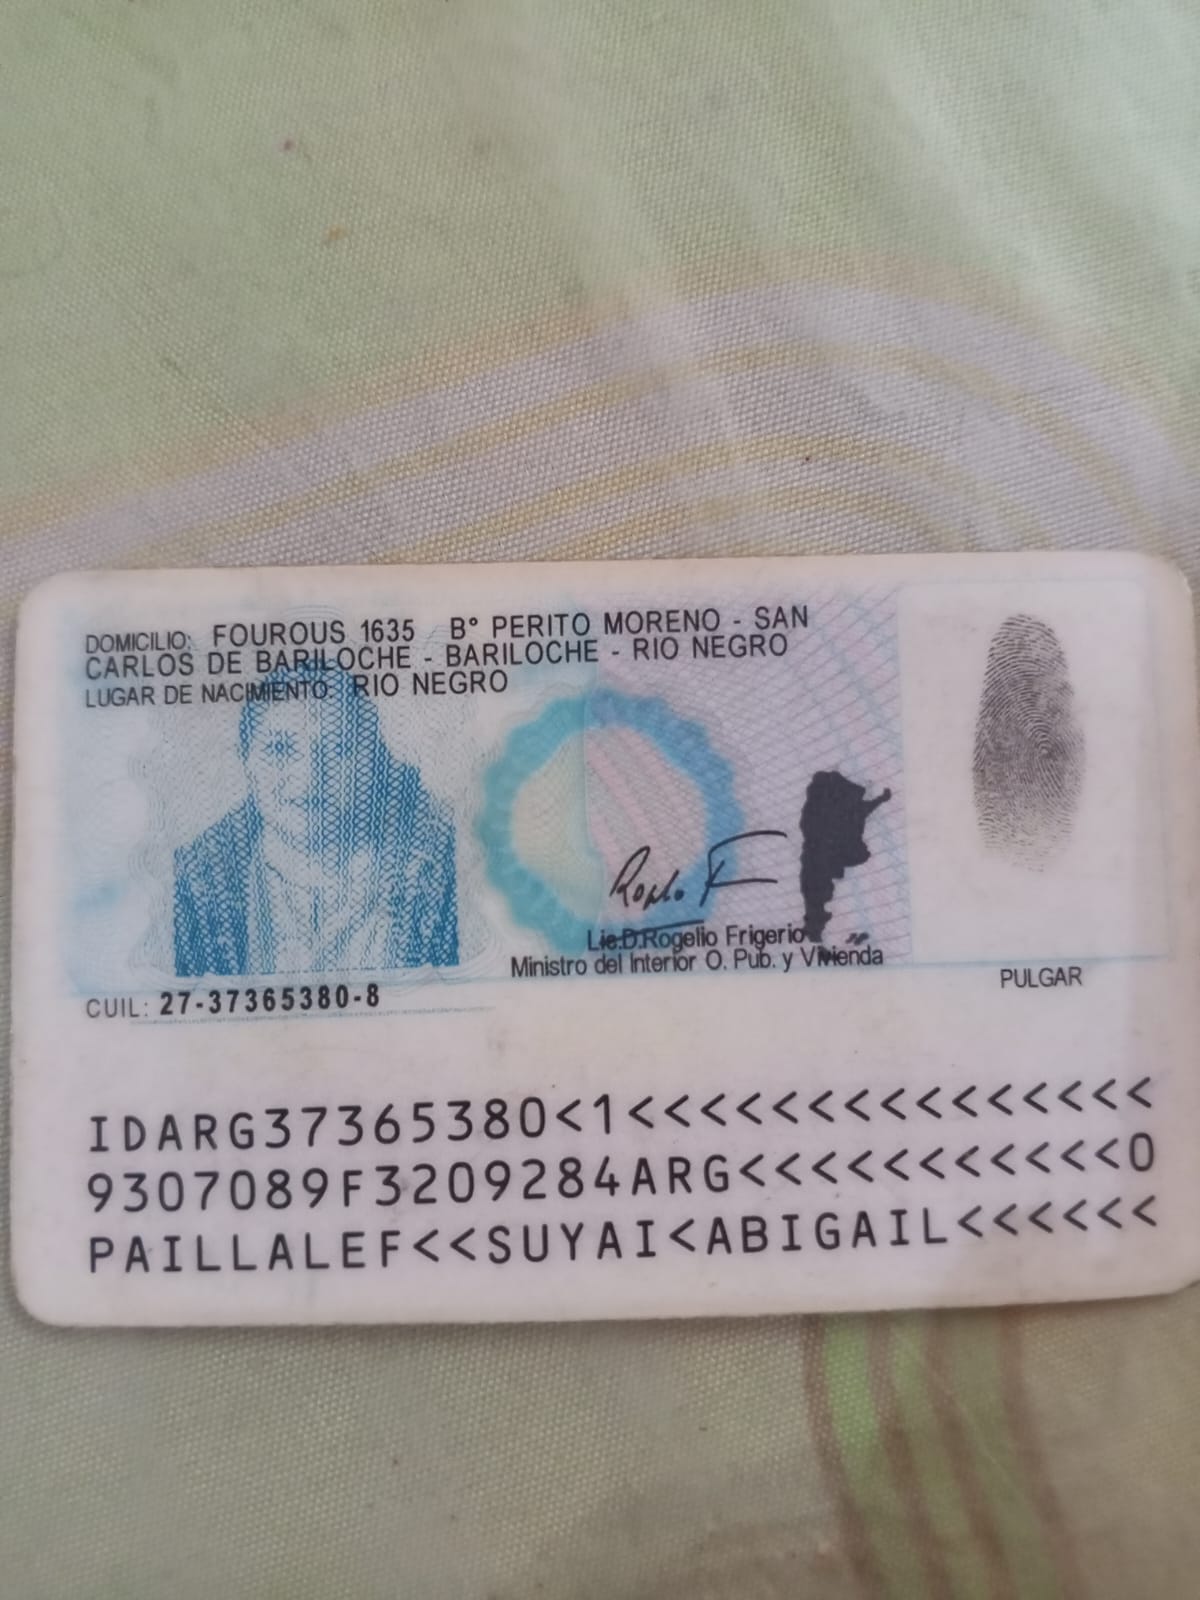 DOMICILIO: FOUROUS 1635 B° PERITO MORENO - SAN
CARLOS DE BARILOCHE - BARILOCHE - RIO NEGRO
LUGAR DE NACIMIENTO: RIO NEGRO
Lic.D.Rogelio Frigerio
Ministro del Interior O. Pub. y Vivienda
PULGAR
CUIL: 27-37365380-8
IDARG37365380<1<<<<<<<<<<<<<<<
9307089F3209284ARG<<<<<<<<<<<0
PAILLALEF<<SUYAI<ABIGAIL<<<<<<